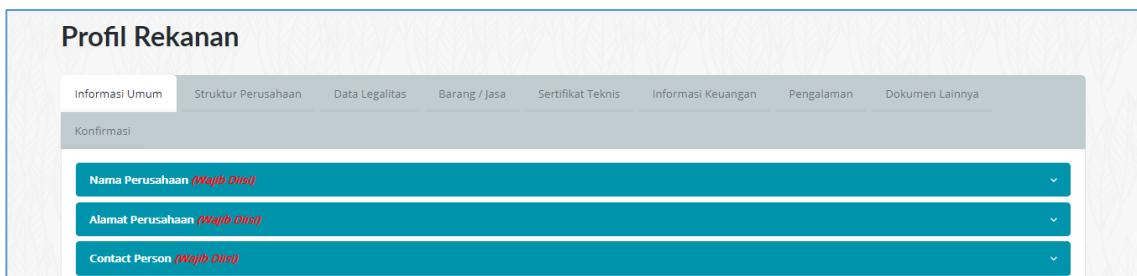 Profil Rekanan
Informasi Umum Struktur Perusahaan Data Legalitas Barang / Jasa Sertifikat Teknis Informasi Keuangan Pengalaman Dokumen Lainnya
Konfirmasi
Nama Perusahaan (Wajib Diisi)
Alamat Perusahaan (Wajib Diisi)
Contact Person (Wajib Diisi)